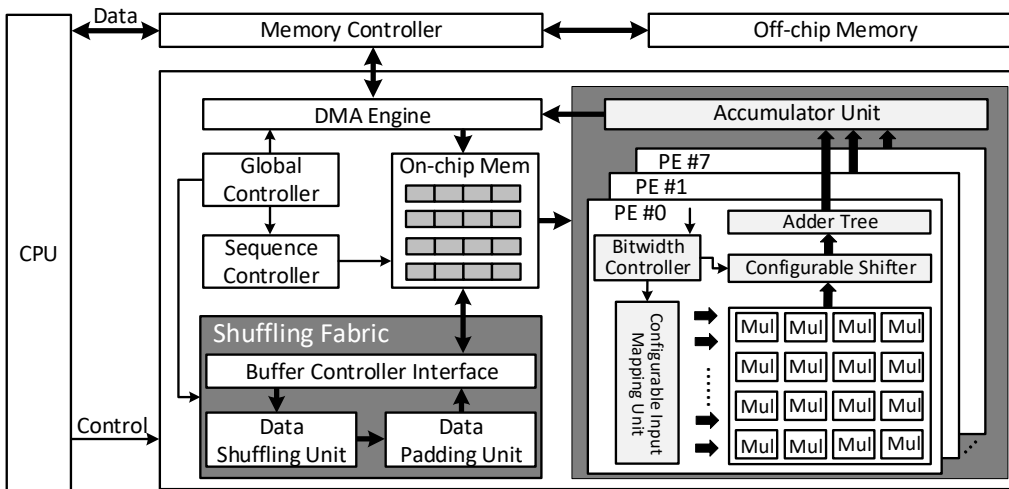 Data
Memory Controller
Off-chip Memory
CPU
Control
DMA Engine
Accumulator Unit
Global
Controller
On-chip Mem
Sequence
Controller
PE #7
PE #1
PE #0
Adder Tree
Bitwidth
Controller
Configurable Shifter
Configurable Input
Mapping Unit
Mul Mul Mul Mul
Mul Mul Mul Mul
Mul Mul Mul Mul
Mul Mul Mul Mul
Shuffling Fabric
Buffer Controller Interface
Data
Shuffling Unit
Data
Padding Unit